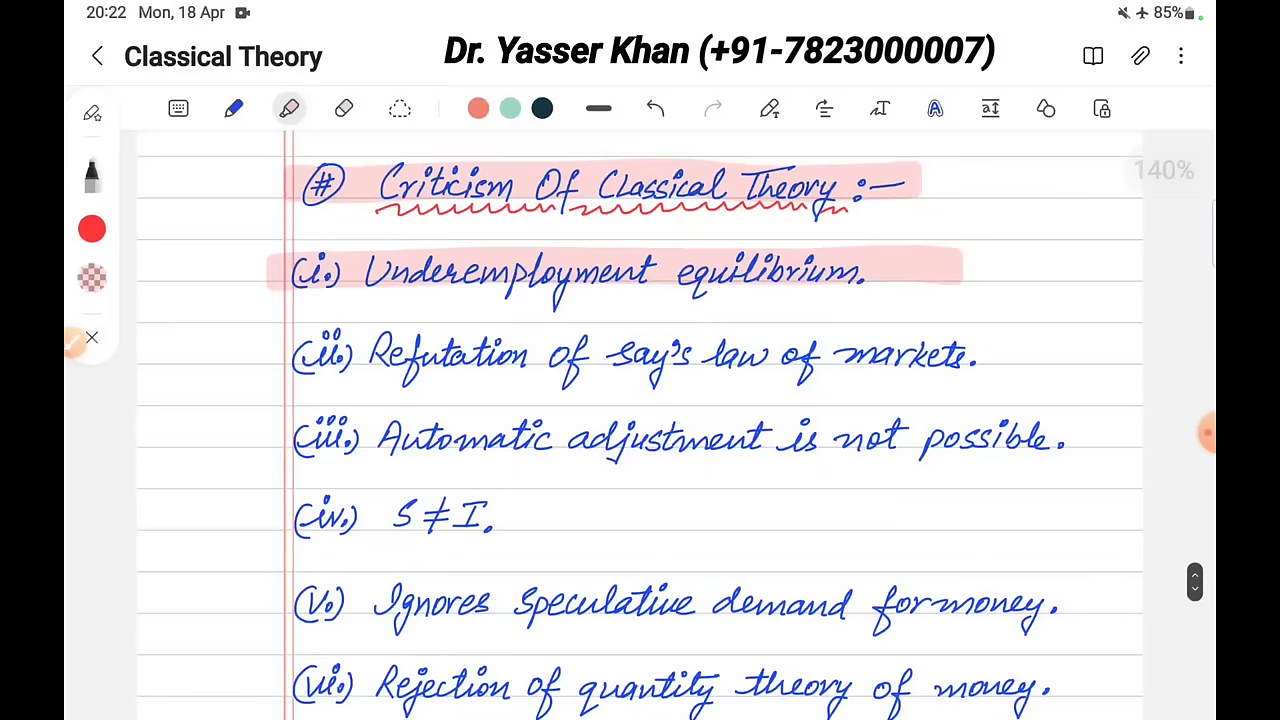 20:22 Mon, 18 Apr
85%
Classical Theory
Dr. Yasser Khan (+91-7823000007)
140%
# Criticism Of Classical Theory :-
(i.) Underemployment equilibrium.
(ii.) Refutation of say's law of markets.
(iii.) Automatic adjustment is not possible.
(iv.) S ≠ I.
(v.) Ignores speculative demand for money.
(vi.) Rejection of quantity theory of money.